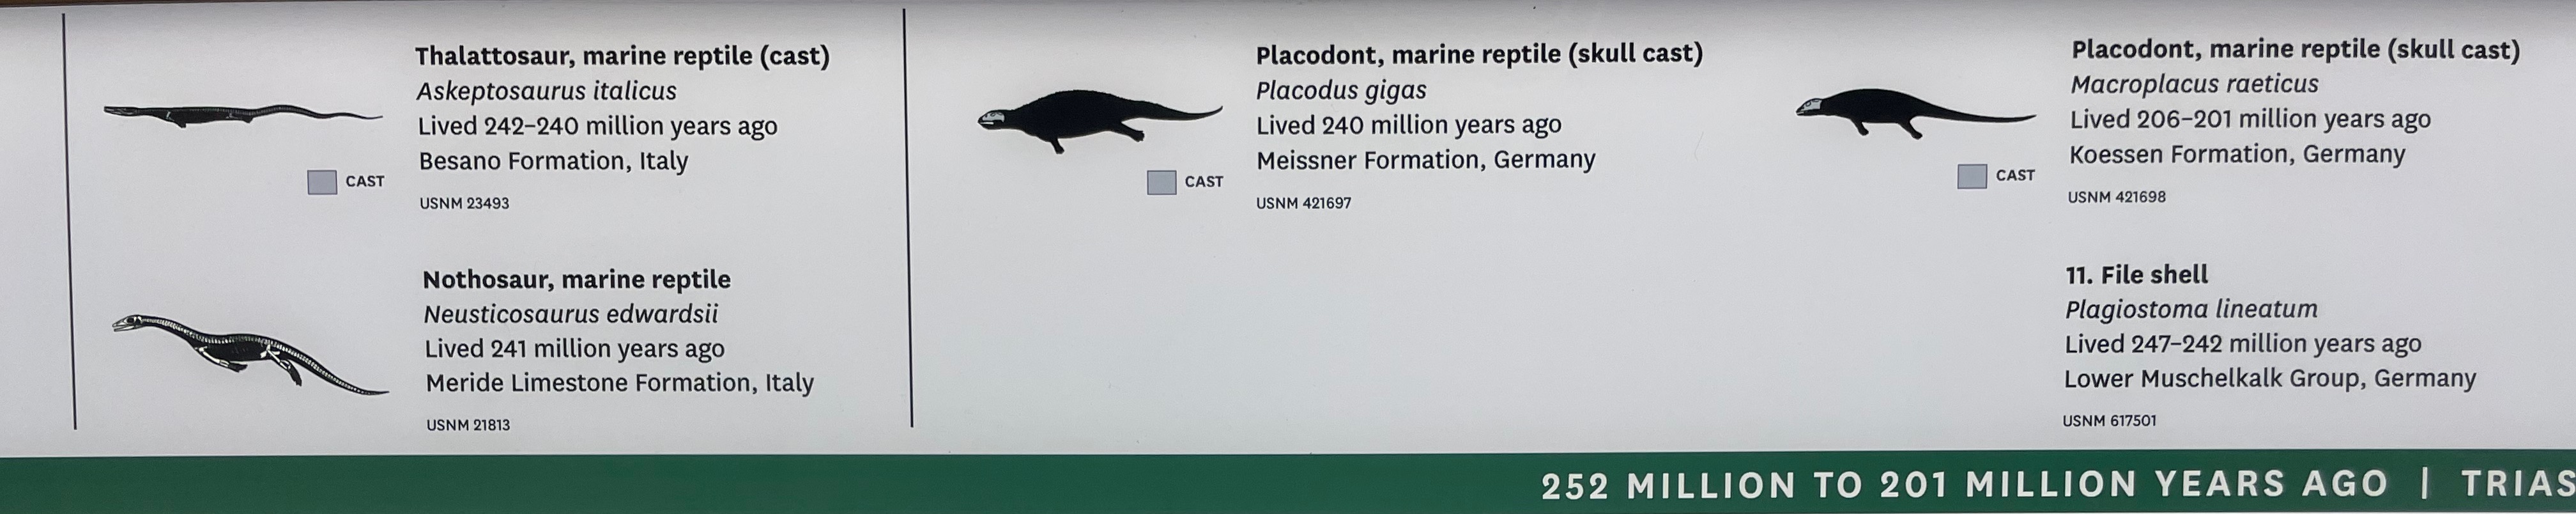 Thalattosaur, marine reptile (cast)
Askeptosaurus italicus
Lived 242–240 million years ago
Besano Formation, Italy
CAST
USNM 23493
Nothosaur, marine reptile
Neusticosaurus edwardsii
Lived 241 million years ago
Meride Limestone Formation, Italy
USNM 21813
Placodont, marine reptile (skull cast)
Placodus gigas
Lived 240 million years ago
Meissner Formation, Germany
CAST
USNM 421697
Placodont, marine reptile (skull cast)
Macroplacus raeticus
Lived 206–201 million years ago
Koessen Formation, Germany
CAST
USNM 421698
11. File shell
Plagiostoma lineatum
Lived 247–242 million years ago
Lower Muschelkalk Group, Germany
USNM 617501
252 MILLION TO 201 MILLION YEARS AGO | TRIAS